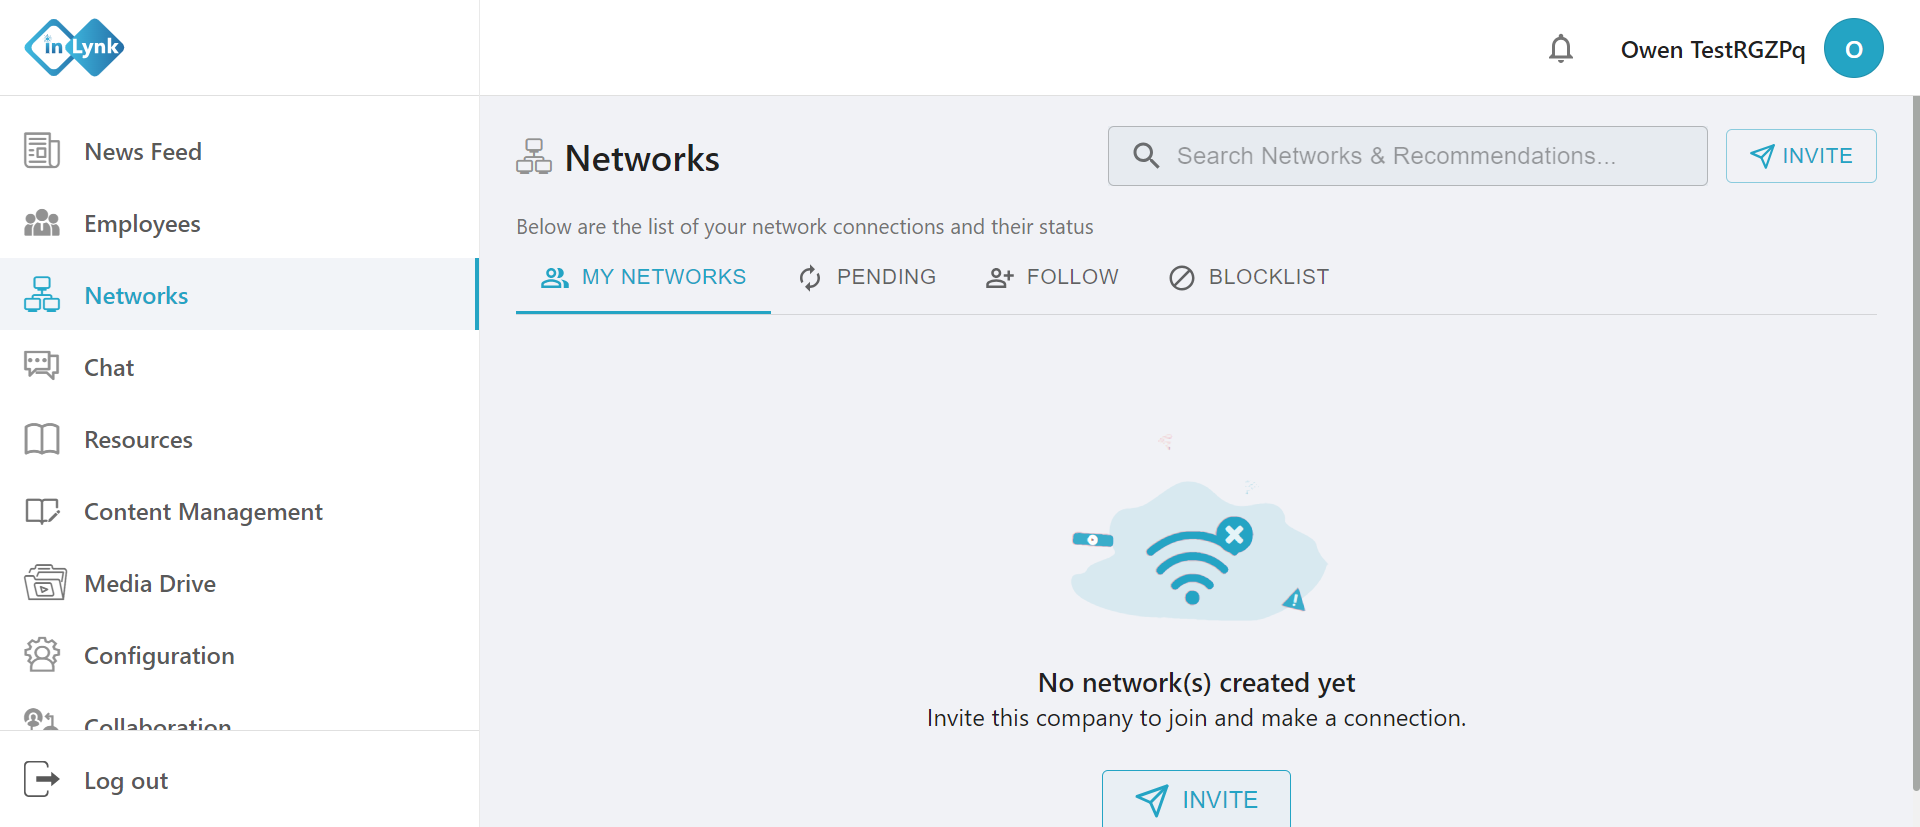 in Lynk
Owen TestRGZPq
O
News Feed
Employees
Networks
Chat
Resources
Content Management
Media Drive
Configuration
Collaboration
Log out
Networks
Search Networks & Recommendations...
INVITE
Below are the list of your network connections and their status
MY NETWORKS
PENDING
FOLLOW
BLOCKLIST
No network(s) created yet
Invite this company to join and make a connection.
INVITE